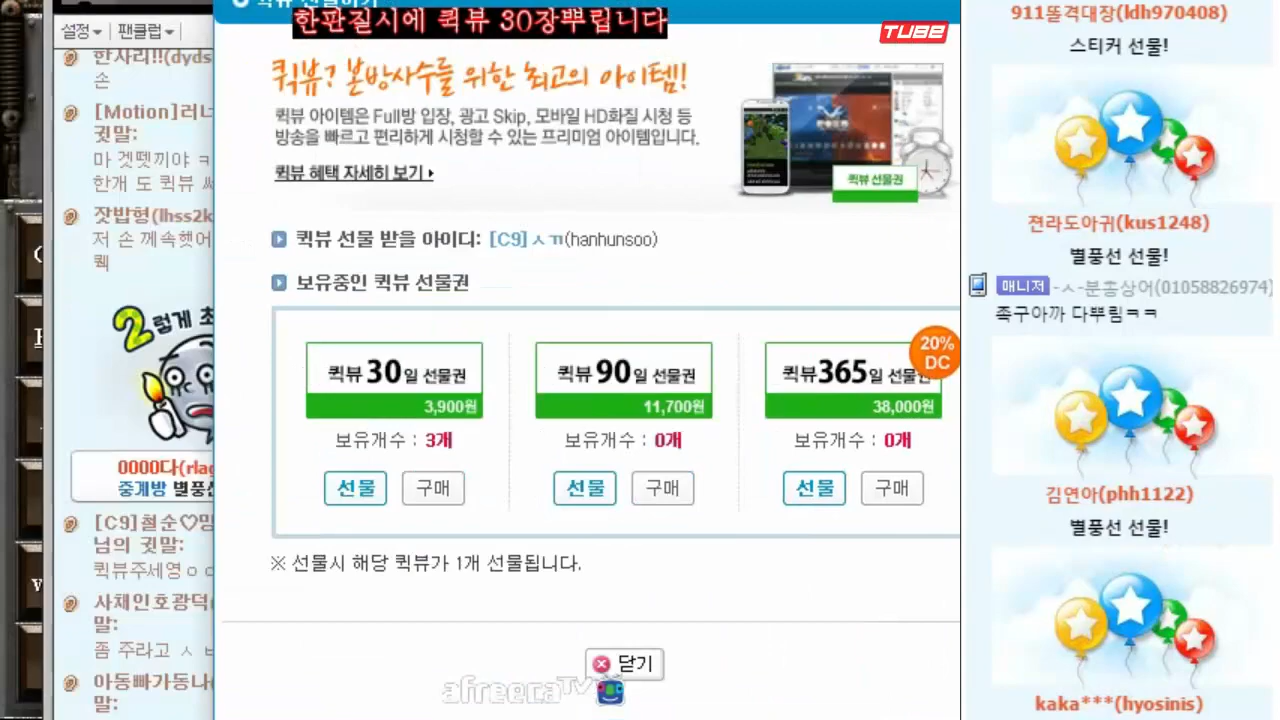 한판질시에 퀵뷰 30장뿌립니다
TUBE
설정 팬클럽
한사리!!(dyds
손
[Motion]러너
귓말:
마 겟뗏끼야 ㅋ
한개 도 퀵뷰
잣밥형(lhss2k
저 손 께속햇어
퀙
2럴게 초
0000다(rlag
중계방 별풍선
[C9]철순♡밍
님의 귓말:
퀵뷰주세영ㅇㅇ
사채인호광덕(
말:
좀 주라고 ㅅ
아동빠가동나(
말:
퀵뷰? 본방사수를 위한 최고의 아이템!
퀵뷰 아이템은 Full방 입장, 광고 Skip, 모바일 HD화질 시청 등
방송을 빠르고 편리하게 시청할 수 있는 프리미엄 아이템입니다.
퀵뷰 혜택 자세히 보기
퀵뷰 선물권
퀵뷰 선물 받을 아이디: [C9]ㅅㄲ(hanhunsoo)
보유중인 퀵뷰 선물권
퀵뷰 30일 선물권
3,900원
보유개수 : 3개
선물 구매
퀵뷰 90일 선물권
11,700원
보유개수 : 0개
선물 구매
20% DC
퀵뷰365일 선물권
38,000원
보유개수 : 0개
선물 구매
※ 선물시 해당 퀵뷰가 1개 선물됩니다.
닫기
afreecaTV
911똘격대장(ldh970408)
스티커 선물!
젼라도아귀(kus1248)
별풍선 선물!
매니저 -ㅅ-분홍상어(01058826974)
족구아까 다뿌림ㅋㅋ
김연아(phh1122)
별풍선 선물!
kaka***(hyosinis)